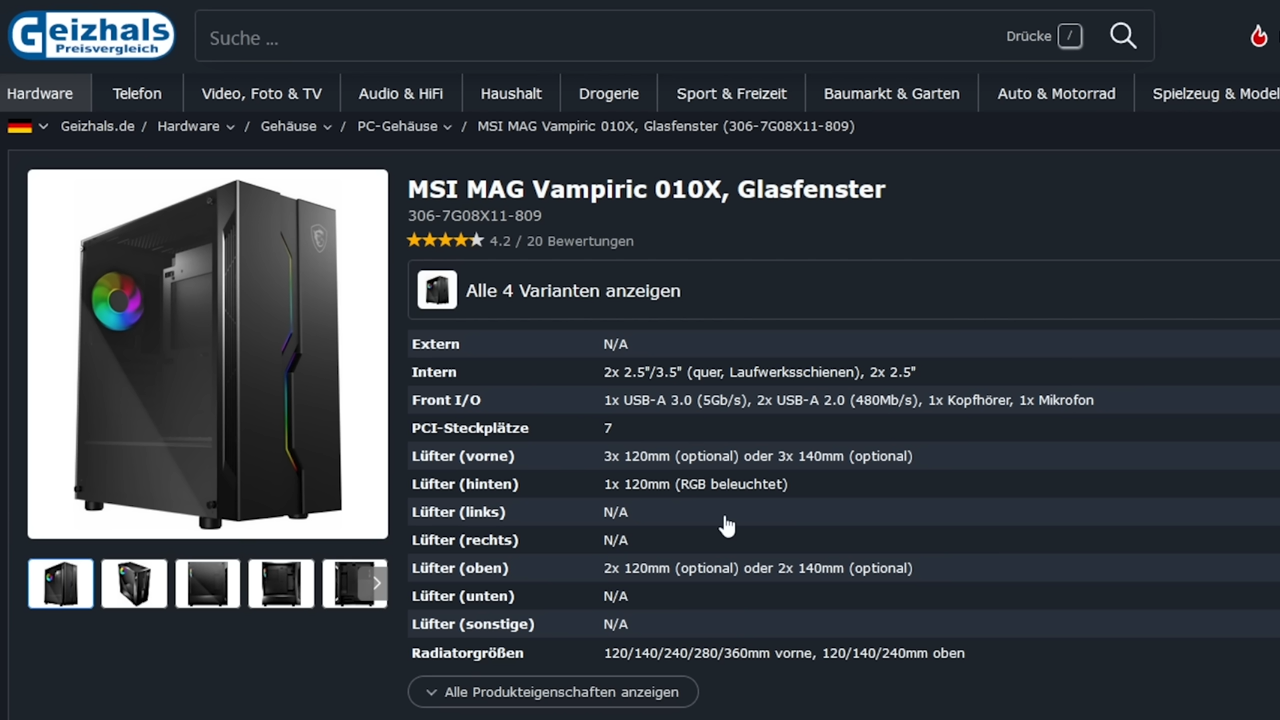 Geizhals
Preisvergleich
Suche ...
Drücke /
Hardware
Telefon
Video, Foto & TV
Audio & HiFi
Haushalt
Drogerie
Sport & Freizeit
Baumarkt & Garten
Auto & Motorrad
Spielzeug & Model
Geizhals.de / Hardware / Gehäuse / PC-Gehäuse / MSI MAG Vampiric 010X, Glasfenster (306-7G08X11-809)
MSI MAG Vampiric 010X, Glasfenster
306-7G08X11-809
4.2 / 20 Bewertungen
Alle 4 Varianten anzeigen
Extern N/A
Intern 2x 2.5"/3.5" (quer, Laufwerksschienen), 2x 2.5"
Front I/O 1x USB-A 3.0 (5Gb/s), 2x USB-A 2.0 (480Mb/s), 1x Kopfhörer, 1x Mikrofon
PCI-Steckplätze 7
Lüfter (vorne) 3x 120mm (optional) oder 3x 140mm (optional)
Lüfter (hinten) 1x 120mm (RGB beleuchtet)
Lüfter (links) N/A
Lüfter (rechts) N/A
Lüfter (oben) 2x 120mm (optional) oder 2x 140mm (optional)
Lüfter (unten) N/A
Lüfter (sonstige) N/A
Radiatorgrößen 120/140/240/280/360mm vorne, 120/140/240mm oben
Alle Produkteigenschaften anzeigen